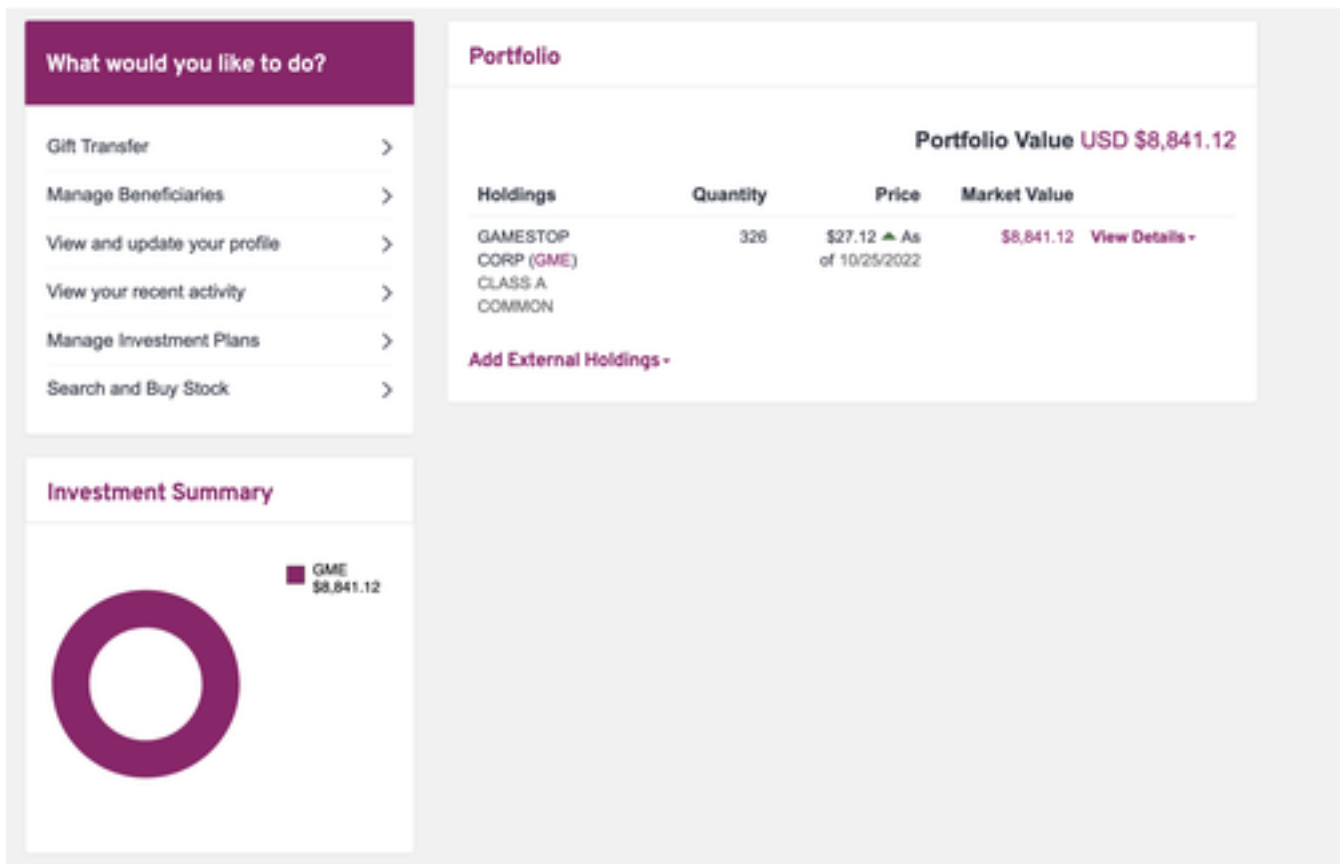 What would you like to do?
Gift Transfer
Manage Beneficiaries
View and update your profile
View your recent activity
Manage Investment Plans
Search and Buy Stock
Portfolio
Portfolio Value USD $8,841.12
Holdings Quantity Price Market Value
GAMESTOP 326 $27.12 As $8,841.12 View Details
CORP (GME) of 10/25/2022
CLASS A
COMMON
Add External Holdings
Investment Summary
GME
$8,841.12